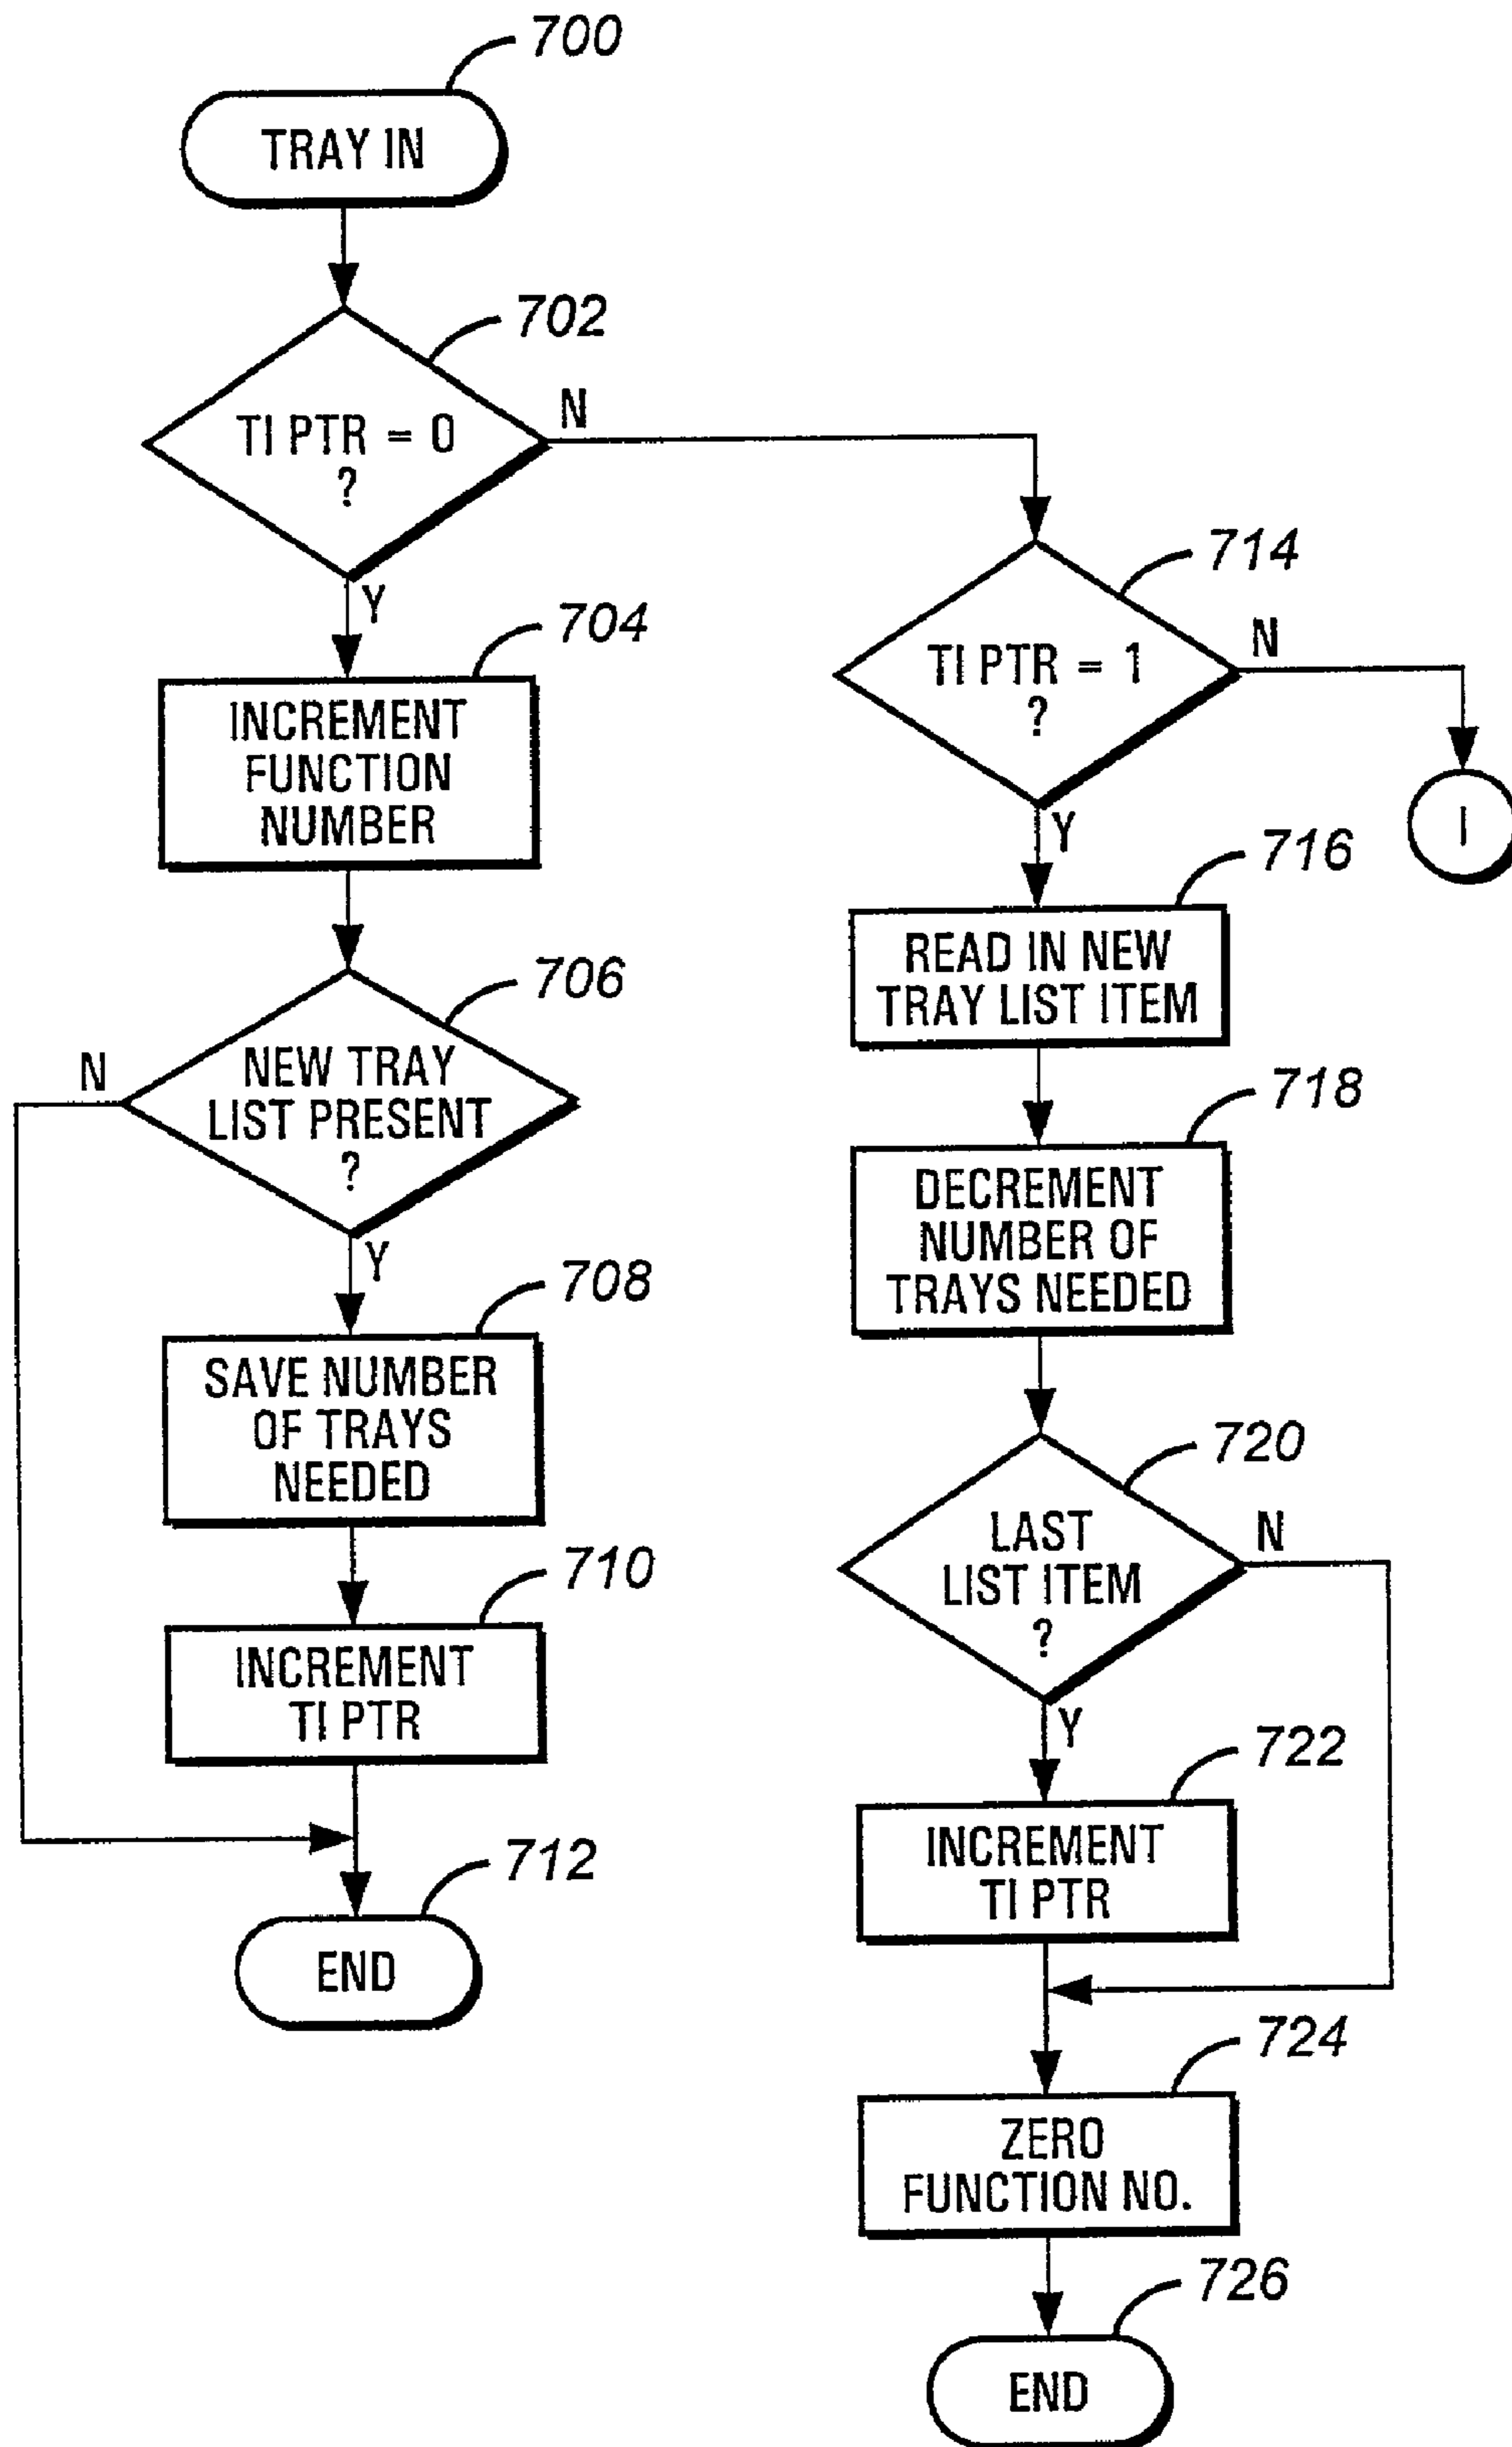 700
TRAY IN
702
TI PTR = 0
?
N
Y
704
INCREMENT
FUNCTION
NUMBER
706
NEW TRAY
LIST PRESENT
?
N
Y
708
SAVE NUMBER
OF TRAYS
NEEDED
710
INCREMENT
TI PTR
712
END
714
TI PTR = 1
?
N
I
Y
716
READ IN NEW
TRAY LIST ITEM
718
DECREMENT
NUMBER OF
TRAYS NEEDED
720
LAST
LIST ITEM
?
N
Y
722
INCREMENT
TI PTR
724
ZERO
FUNCTION NO.
726
END